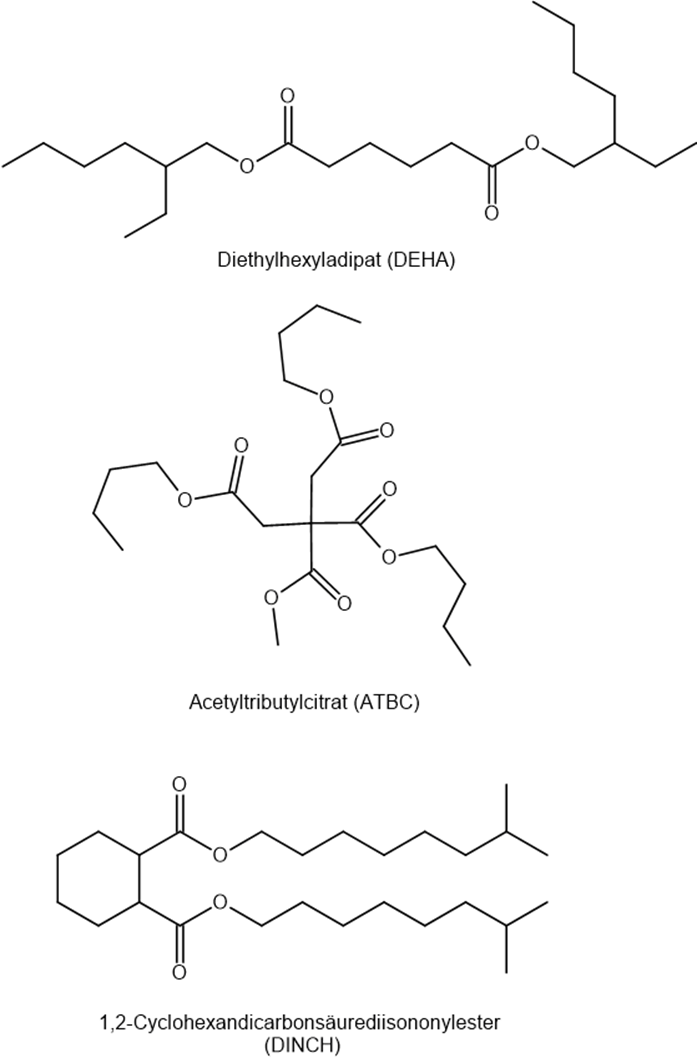 O
O
O
O
Diethylhexyladipat (DEHA)
O
O
O
O
O
O
O
O
Acetyltributylcitrat (ATBC)
O
O
O
O
1,2-Cyclohexandicarbonsäurediisononylester
(DINCH)